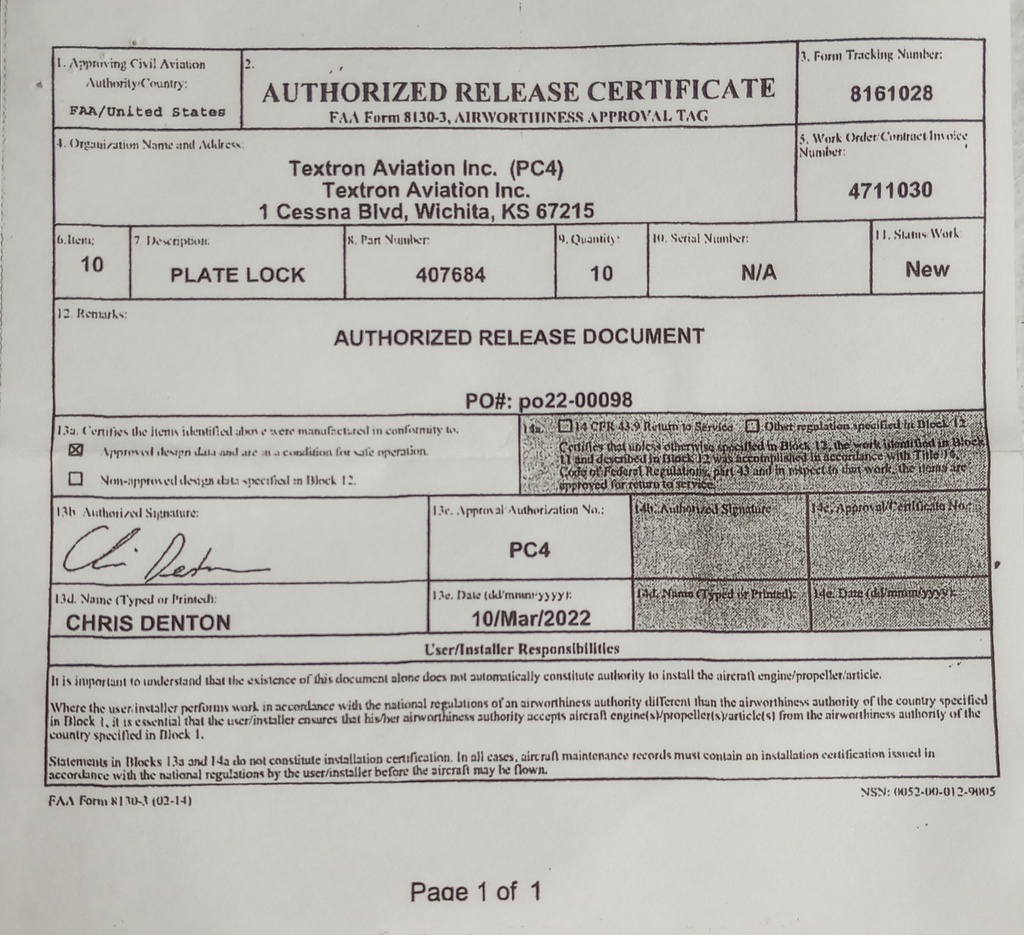 1. Approving Civil Aviation
Authority/Country:
FAA/United States
2.
AUTHORIZED RELEASE CERTIFICATE
FAA Form 8130-3, AIRWORTHINESS APPROVAL TAG
3. Form Tracking Number:
8161028
4. Organization Name and Address:
Textron Aviation Inc. (PC4)
Textron Aviation Inc.
1 Cessna Blvd, Wichita, KS 67215
5. Work Order/Contract/Invoice
Number:
4711030
6. Item:
10
7. Description:
PLATE LOCK
8. Part Number:
407684
9. Quantity:
10
10. Serial Number:
N/A
11. Status/Work
New
12. Remarks:
AUTHORIZED RELEASE DOCUMENT
PO#: po22-00098
13a. Certifies the items identified above were manufactured in conformity to:
Approved design data and are in a condition for safe operation.
Non-approved design data specified in Block 12.
14a. 14 CFR 43.9 Return to Service Other regulation specified in Block 12
Certifies that unless otherwise specified in Block 12, the work identified in Block
11 and described in Block 12 was accomplished in accordance with Title 14,
Code of Federal Regulations, part 43 and in respect to that work, the items are
approved for return to service.
13b Authorized Signature:
Chris Denton
13c. Approval/Authorization No.:
PC4
14b. Authorized Signature
14c. Approval/Certificate No.:
13d. Name (Typed or Printed):
CHRIS DENTON
13e. Date (dd/mmm/yyyy):
10/Mar/2022
14d. Name (Typed or Printed):
14e. Date (dd/mmm/yyyy):
User/Installer Responsibilities
It is important to understand that the existence of this document alone does not automatically constitute authority to install the aircraft engine/propeller/article.
Where the user/installer performs work in accordance with the national regulations of an airworthiness authority different than the airworthiness authority of the country specified
in Block 1, it is essential that the user/installer ensures that his/her airworthiness authority accepts aircraft engine(s)/propeller(s)/article(s) from the airworthiness authority of the
country specified in Block 1.
Statements in Blocks 13a and 14a do not constitute installation certification. In all cases, aircraft maintenance records must contain an installation certification issued in
accordance with the national regulations by the user/installer before the aircraft may be flown.
FAA Form 8130-3 (02-14)
NSN: 0052-00-012-9005
Page 1 of 1